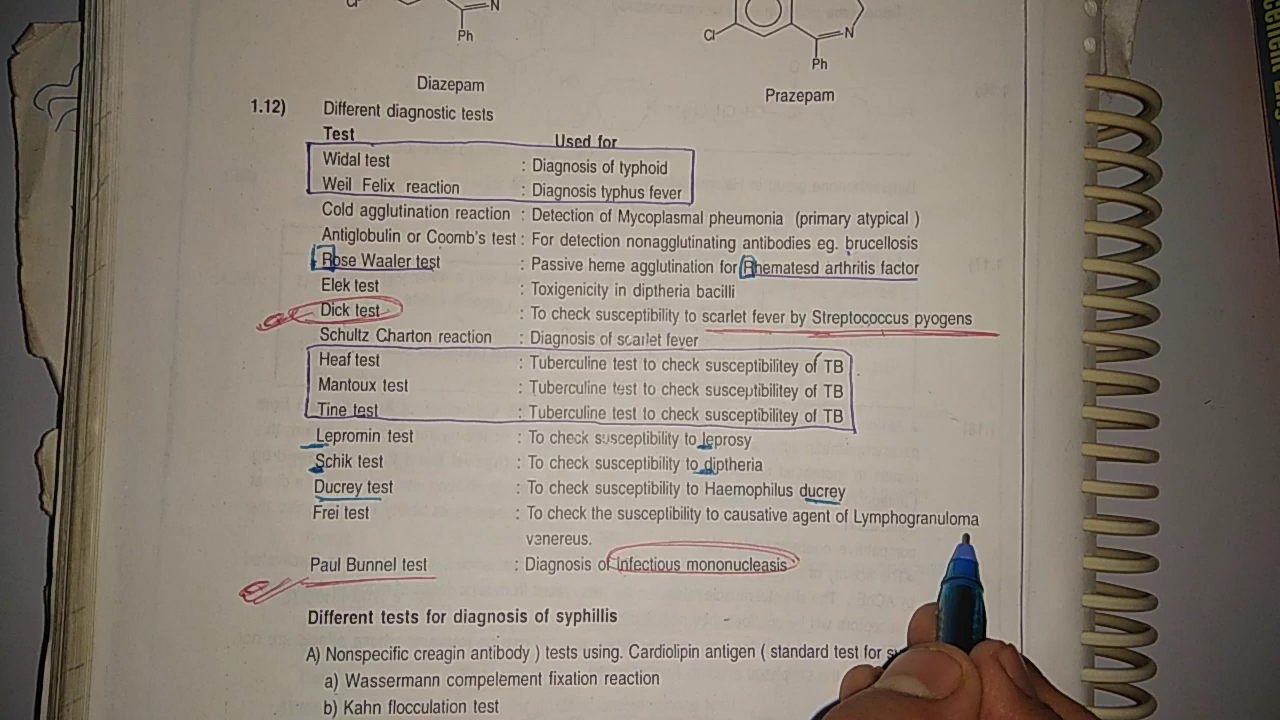 Cl
N
Ph
Diazepam
Cl
N
Ph
Prazepam
1.12) Different diagnostic tests
Test Used for
Widal test : Diagnosis of typhoid
Weil Felix reaction : Diagnosis typhus fever
Cold agglutination reaction : Detection of Mycoplasmal pneumonia (primary atypical )
Antiglobulin or Coomb's test : For detection nonagglutinating antibodies eg. brucellosis
Rose Waaler test : Passive heme agglutination for Rhematesd arthritis factor
Elek test : Toxigenicity in diptheria bacilli
Dick test : To check susceptibility to scarlet fever by Streptococcus pyogens
Schultz Charton reaction : Diagnosis of scarlet fever
Heaf test : Tuberculine test to check susceptibilitey of TB
Mantoux test : Tuberculine test to check susceptibilitey of TB
Tine test : Tuberculine test to check susceptibilitey of TB
Lepromin test : To check susceptibility to leprosy
Schik test : To check susceptibility to diptheria
Ducrey test : To check susceptibility to Haemophilus ducrey
Frei test : To check the susceptibility to causative agent of Lymphogranuloma
vanereus.
Paul Bunnel test : Diagnosis of Infectious mononucleasis
Different tests for diagnosis of syphillis
A) Nonspecific creagin antibody ) tests using. Cardiolipin antigen ( standard test for
a) Wassermann compelement fixation reaction
b) Kahn flocculation test